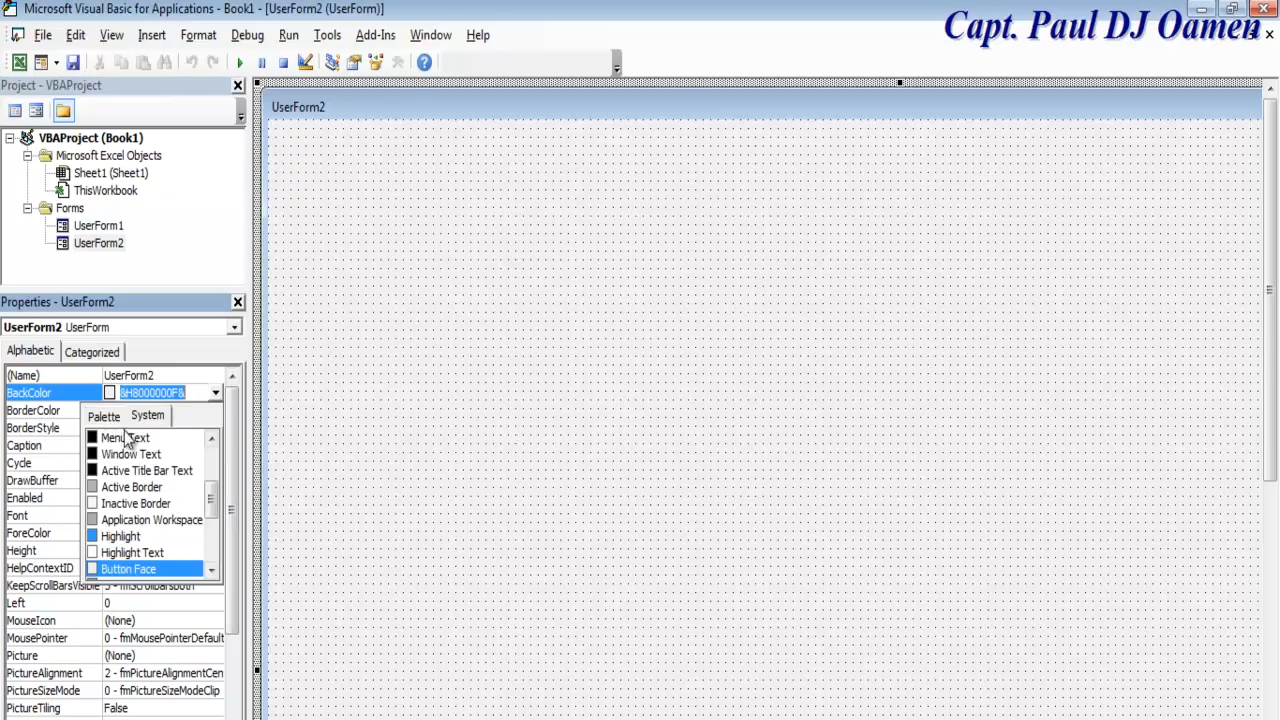 Microsoft Visual Basic for Applications - Book1 - [UserForm2 (UserForm)]
Capt. Paul DJ Oamen
File Edit View Insert Format Debug Run Tools Add-Ins Window Help
Project - VBAProject
VBAProject (Book1)
Microsoft Excel Objects
Sheet1 (Sheet1)
ThisWorkbook
Forms
UserForm1
UserForm2
Properties - UserForm2
UserForm2 UserForm
Alphabetic Categorized
(Name) UserForm2
BackColor &H8000000F&
BorderColor
BorderStyle
Caption
Cycle
DrawBuffer
Enabled
Font
ForeColor
Height
HelpContextID
Palette System
Menu Text
Window Text
Active Title Bar Text
Active Border
Inactive Border
Application Workspace
Highlight
Highlight Text
Button Face
KeepScrollBarsVisible 3 - fmScrollBarsBoth
Left 0
MouseIcon (None)
MousePointer 0 - fmMousePointerDefault
Picture (None)
PictureAlignment 2 - fmPictureAlignmentCen
PictureSizeMode 0 - fmPictureSizeModeClip
PictureTiling False
UserForm2